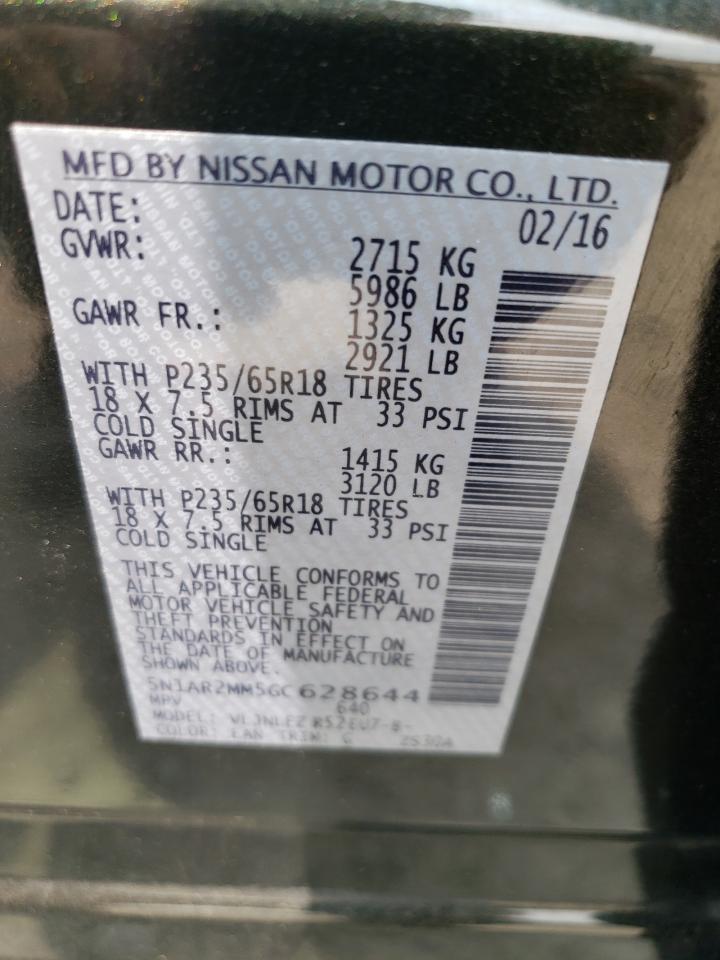 MFD BY NISSAN MOTOR CO., LTD.
DATE: 02/16
GVWR: 2715 KG
5986 LB
GAWR FR.: 1325 KG
2921 LB
WITH P235/65R18 TIRES
18 X 7.5 RIMS AT 33 PSI
COLD SINGLE
GAWR RR.: 1415 KG
3120 LB
WITH P235/65R18 TIRES
18 X 7.5 RIMS AT 33 PSI
COLD SINGLE
THIS VEHICLE CONFORMS TO
ALL APPLICABLE FEDERAL
MOTOR VEHICLE SAFETY AND
THEFT PREVENTION
STANDARDS IN EFFECT ON
THE DATE OF MANUFACTURE
SHOWN ABOVE.
5N1AR2MM5GC628644
MPV 640
MODEL:
COLOR: TRIM: G